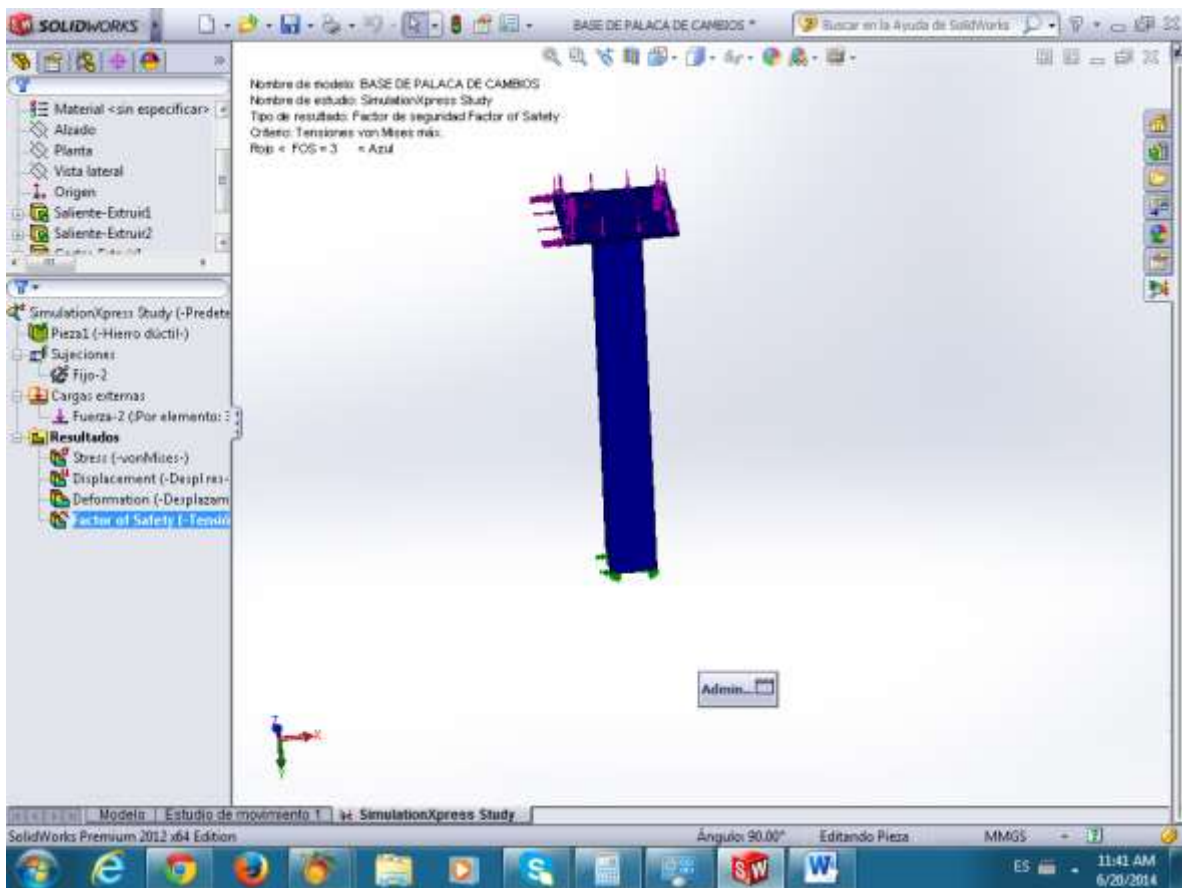 SOLIDWORKS
BASE DE PALACA DE CAMBIOS *
Buscar en la Ayuda de SolidWorks
Material <sin especificar>
Alzado
Planta
Vista lateral
Origen
Saliente-Extruir1
Saliente-Extruir2
SimulationXpress Study (-Predete
Pieza1 (-Hierro dúctil-)
Sujeciones
Fijo-2
Cargas externas
Fuerza-2 (:Por elemento:
Resultados
Stress (-vonMises-)
Displacement (-Despl res-
Deformation (-Desplazam
Factor of Safety (-Tensió
Nombre de modelo: BASE DE PALACA DE CAMBIOS
Nombre de estudio: SimulationXpress Study
Tipo de resultado: Factor de seguridad Factor of Safety
Criterio: Tensiones von Mises máx.
Rojo < FOS = 3 < Azul
Admin...
Z
X
Y
Modelo
Estudio de movimiento 1
SimulationXpress Study
SolidWorks Premium 2012 x64 Edition
Ángulo: 90.00°
Editando Pieza
MMGS
ES
11:41 AM
6/20/2014